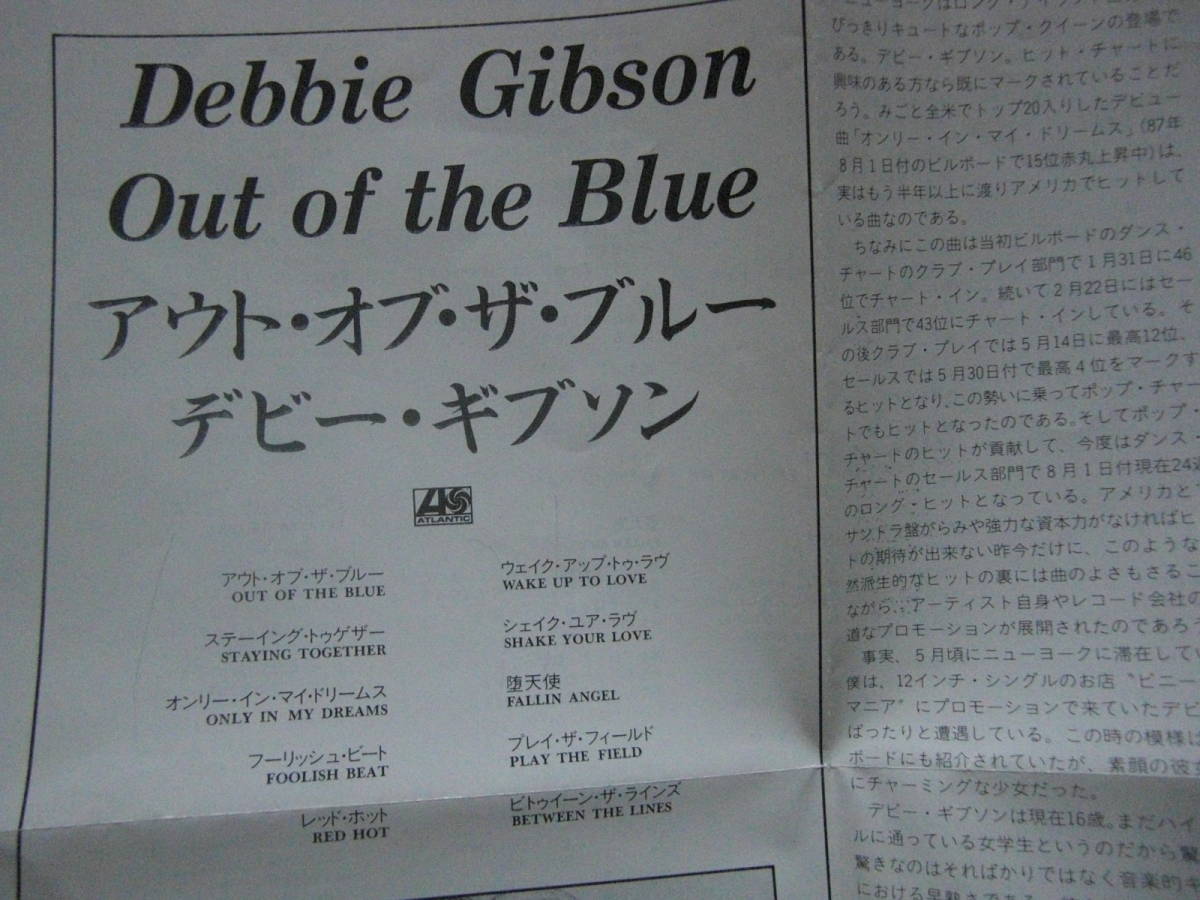 Debbie Gibson
Out of the Blue
アウト・オブ・ザ・ブルー
デビー・ギブソン
ATLANTIC
アウト・オブ・ザ・ブルー
OUT OF THE BLUE
ステーイング・トゥゲザー
STAYING TOGETHER
オンリー・イン・マイ・ドリームス
ONLY IN MY DREAMS
フーリッシュ・ビート
FOOLISH BEAT
レッド・ホット
RED HOT
ウェイク・アップ・トゥ・ラヴ
WAKE UP TO LOVE
シェイク・ユア・ラヴ
SHAKE YOUR LOVE
堕天使
FALLIN ANGEL
プレイ・ザ・フィールド
PLAY THE FIELD
ビトゥイーン・ザ・ラインズ
BETWEEN THE LINES
ニューヨークはロング・
びっきりキュートなポップ・クイーンの登場で
ある。デビー・ギブソン。ヒット・チャートに
興味のある方なら既にマークされていることだ
ろう。みごと全米でトップ20入りしたデビュー
曲「オンリー・イン・マイ・ドリームス」(87年
8月1日付のビルボードで15位赤丸上昇中)は、
実はもう半年以上に渡りアメリカでヒットして
いる曲なのである。
ちなみにこの曲は当初ビルボードのダンス・
チャートのクラブ・プレイ部門で1月31日に46
位でチャート・イン。続いて2月22日にはセー
ルス部門で43位にチャート・インしている。そ
の後クラブ・プレイでは5月14日に最高12位、
セールスでは5月30日付で最高4位をマークす
るヒットとなり、この勢いに乗ってポップ・チャー
トでもヒットとなったのである。そしてポップ・
チャートのヒットが貢献して、今度はダンス・
チャートのセールス部門で8月1日付現在24週
のロング・ヒットとなっている。アメリカと
サントラ盤がらみや強力な資本力がなければヒ
トの期待が出来ない昨今だけに、このような
然派生的なヒットの裏には曲のよさもさるこ
ながら、アーティスト自身やレコード会社の
道なプロモーションが展開されたのであろう
事実、5月頃にニューヨークに滞在してい
僕は、12インチ・シングルのお店〝ビニー
マニア〞にプロモーションで来ていたデビ
ばったりと遭遇している。この時の模様は
ボードにも紹介されていたが、素顔の彼女
にチャーミングな少女だった。
デビー・ギブソンは現在16歳。まだハイ
ルに通っている女学生というのだから驚
驚きなのはそればかりではなく音楽的キ
における早熟さである。